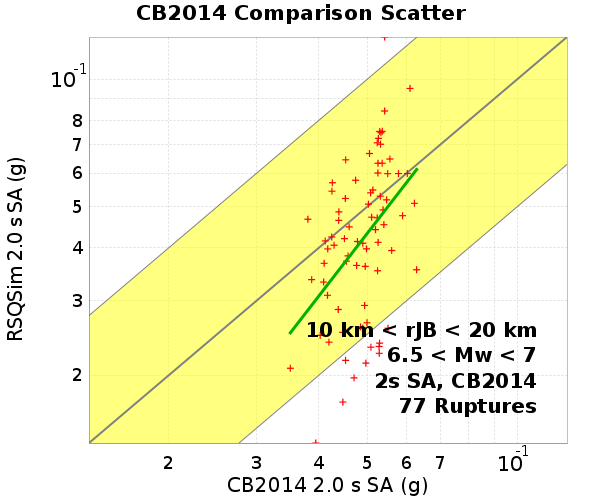 CB2014 Comparison Scatter
RSQSim 2.0 s SA (g)
10-1
8
7
6
5
4
3
2
10 km < rJB < 20 km
6.5 < Mw < 7
2s SA, CB2014
77 Ruptures
2 3 4 5 6 7 10-1
CB2014 2.0 s SA (g)